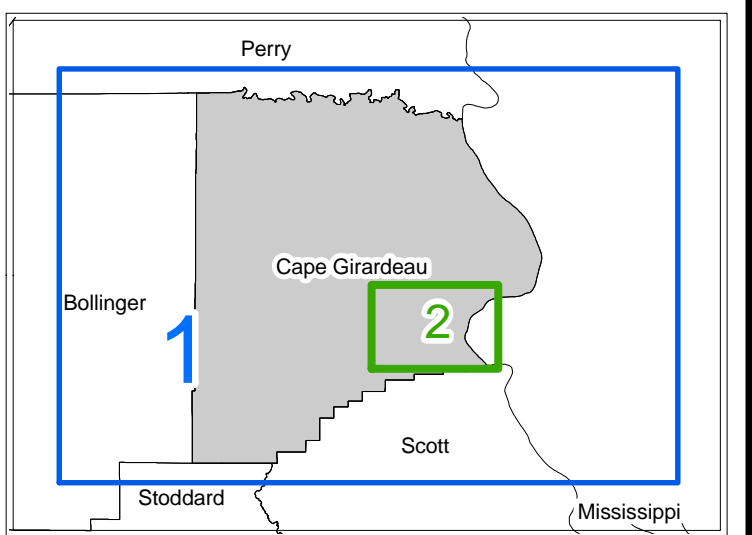 Perry
Cape Girardeau
Bollinger
1
2
Scott
Stoddard
Mississippi